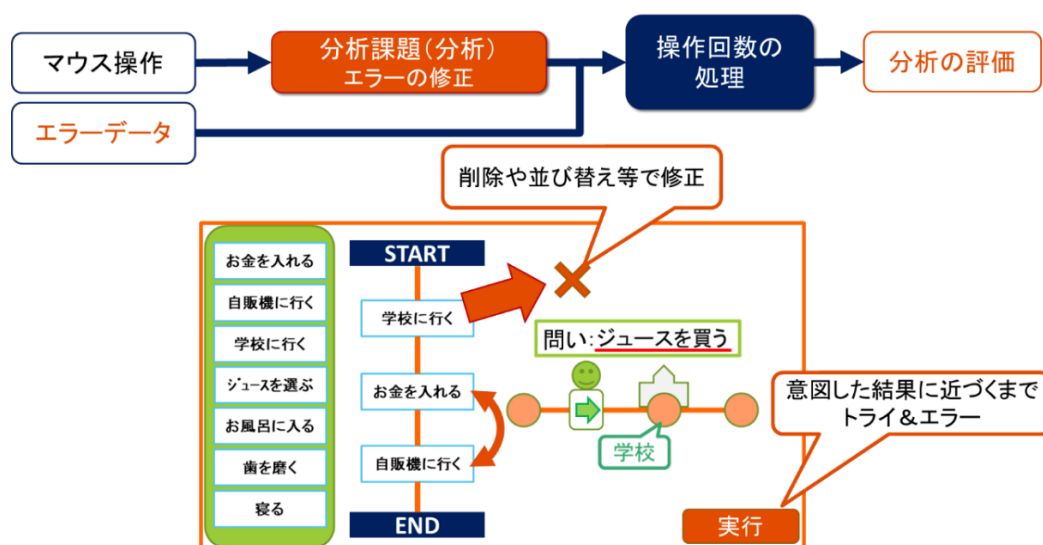 マウス操作
分析課題(分析)
エラーの修正
操作回数の
処理
分析の評価
エラーデータ
削除や並び替え等で修正
お金を入れる
自販機に行く
学校に行く
ジュースを選ぶ
お風呂に入る
歯を磨く
寝る
START
学校に行く
お金を入れる
自販機に行く
END
問い:ジュースを買う
学校
意図した結果に近づくまで
トライ&エラー
実行